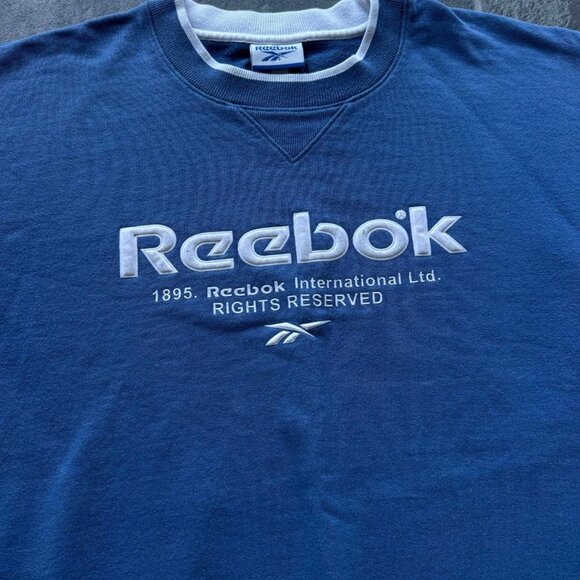 Reebok
Reebok®
1895. Reebok International Ltd.
RIGHTS RESERVED